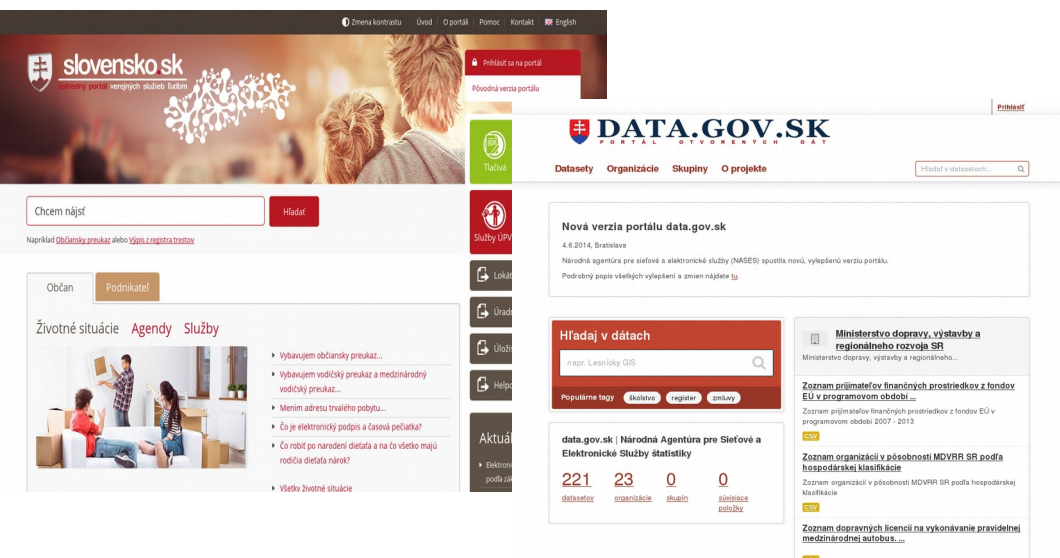 Zmena kontrastu Úvod O portáli Pomoc Kontakt English
slovensko.sk
ústredný portál verejných služieb ľuďom
Prihlásiť sa na portál
Pôvodná verzia portálu
Tlačivá
Chcem nájsť
Hľadať
Služby ÚPV
Napríklad Občiansky preukaz alebo Výpis z registra trestov
Občan Podnikateľ
Životné situácie Agendy Služby
Vybavujem občiansky preukaz...
Vybavujem vodičský preukaz a medzinárodný
vodičský preukaz...
Mením adresu trvalého pobytu...
Čo je elektronický podpis a časová pečiatka?
Čo robiť po narodení dieťaťa a na čo všetko majú
rodičia dieťaťa nárok?
Všetky životné situácie
Lokát
Úrad
Úložis
Helpd
Aktuál
Elektroni
podľa zák
Prihlásiť
DATA.GOV.SK
PORTÁL OTVORENÝCH DÁT
Datasety Organizácie Skupiny O projekte
Hľadať v datasetoch...
Nová verzia portálu data.gov.sk
4.6.2014, Bratislava
Národná agentúra pre sieťové a elektronické služby (NASES) spustila novú, vylepšenú verziu portálu.
Podrobný popis všetkých vylepšení a zmien nájdete tu.
Hľadaj v dátach
napr. Lesnícky GIS
Populárne tagy školstvo register zmluvy
data.gov.sk | Národná Agentúra pre Sieťové a
Elektronické Služby štatistiky
221 23 0 0
datasetov organizácie skupín súvisiace
položky
Ministerstvo dopravy, výstavby a
regionálneho rozvoja SR
Ministerstvo dopravy, výstavby a regionálneho...
Zoznam prijímateľov finančných prostriedkov z fondov
EÚ v programovom období ...
Zoznam prijímateľov finančných prostriedkov z fondov EÚ v
programovom období 2007 - 2013
CSV
Zoznam organizácií v pôsobnosti MDVRR SR podľa
hospodárskej klasifikácie
Zoznam organizácií v pôsobnosti MDVRR SR podľa hospodárskej
klasifikácie
CSV
Zoznam dopravných licencií na vykonávanie pravidelnej
medzinárodnej autobus. ...